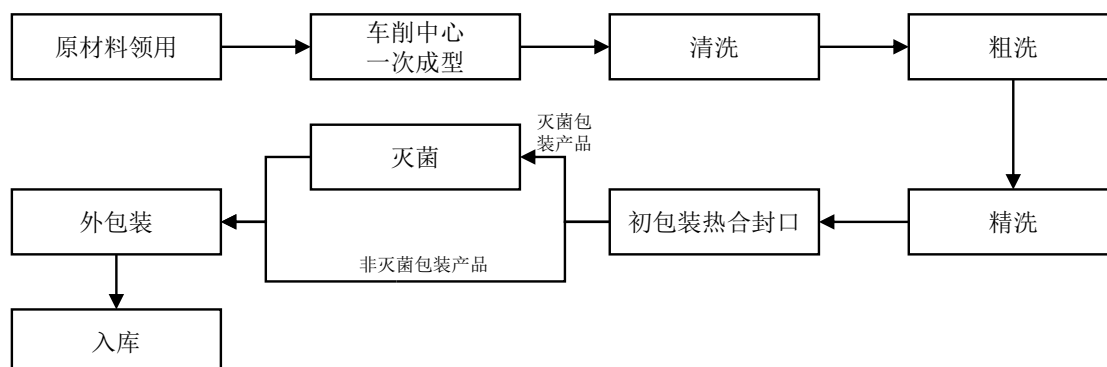 原材料领用
车削中心
一次成型
清洗
粗洗
灭菌包
装产品
灭菌
外包装
初包装热合封口
精洗
非灭菌包装产品
入库